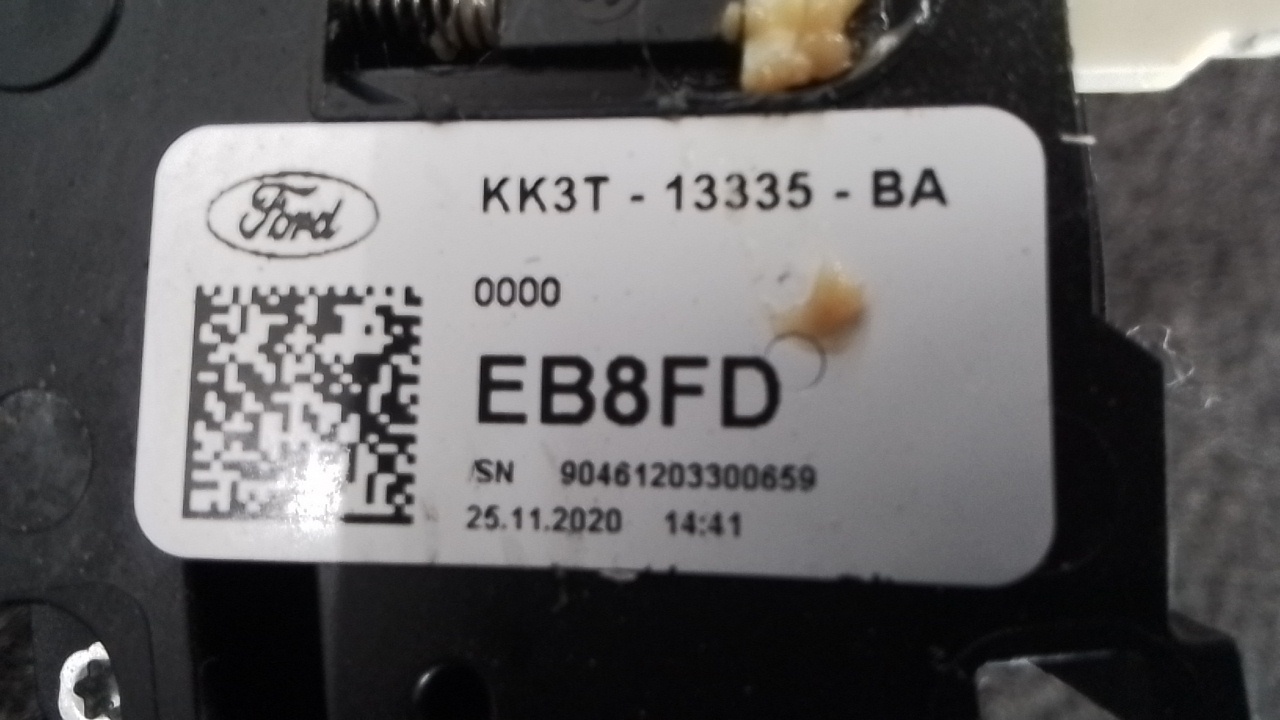 Ford
KK3T - 13335 - BA
0000
EB8FD
SN 90461203300659
25.11.2020 14:41